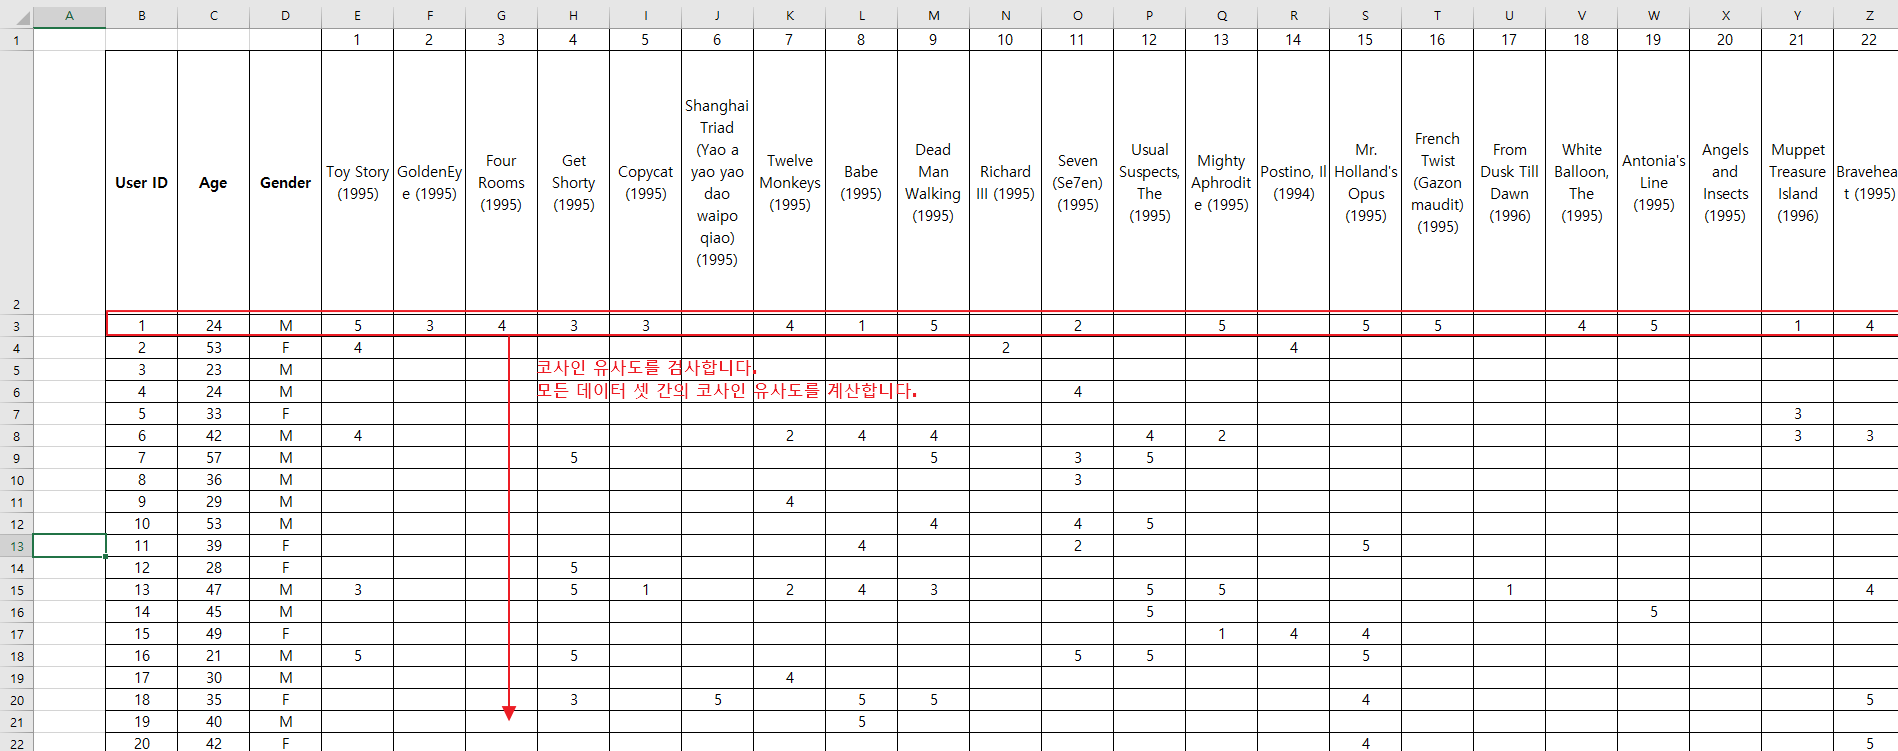 A B C D E F G H I J K L M N O P Q R S T U V W X Y Z
1 1 2 3 4 5 6 7 8 9 10 11 12 13 14 15 16 17 18 19 20 21 22
2 User ID Age Gender Toy Story (1995) GoldenEye (1995) Four Rooms (1995) Get Shorty (1995) Copycat (1995) Shanghai Triad (Yao a yao yao dao waipo qiao) (1995) Twelve Monkeys (1995) Babe (1995) Dead Man Walking (1995) Richard III (1995) Seven (Se7en) (1995) Usual Suspects, The (1995) Mighty Aphrodite (1995) Postino, Il (1994) Mr. Holland's Opus (1995) French Twist (Gazon maudit) (1995) From Dusk Till Dawn (1996) White Balloon, The (1995) Antonia's Line (1995) Angels and Insects (1995) Muppet Treasure Island (1996) Braveheart (1995)
3 1 24 M 5 3 4 3 3 4 1 5 2 5 5 5 4 5 1 4
4 2 53 F 4 2 4
5 3 23 M
코사인 유사도를 검사합니다.
6 4 24 M 4
모든 데이터 셋 간의 코사인 유사도를 계산합니다.
7 5 33 F 3
8 6 42 M 4 2 4 4 4 2 3 3
9 7 57 M 5 5 3 5
10 8 36 M 3
11 9 29 M 4
12 10 53 M 4 4 5
13 11 39 F 4 2 5
14 12 28 F 5
15 13 47 M 3 5 1 2 4 3 5 5 1 4
16 14 45 M 5 5
17 15 49 F 1 4 4
18 16 21 M 5 5 5 5 5
19 17 30 M 4
20 18 35 F 3 5 5 5 4 5
21 19 40 M 5
22 20 42 F 4 5